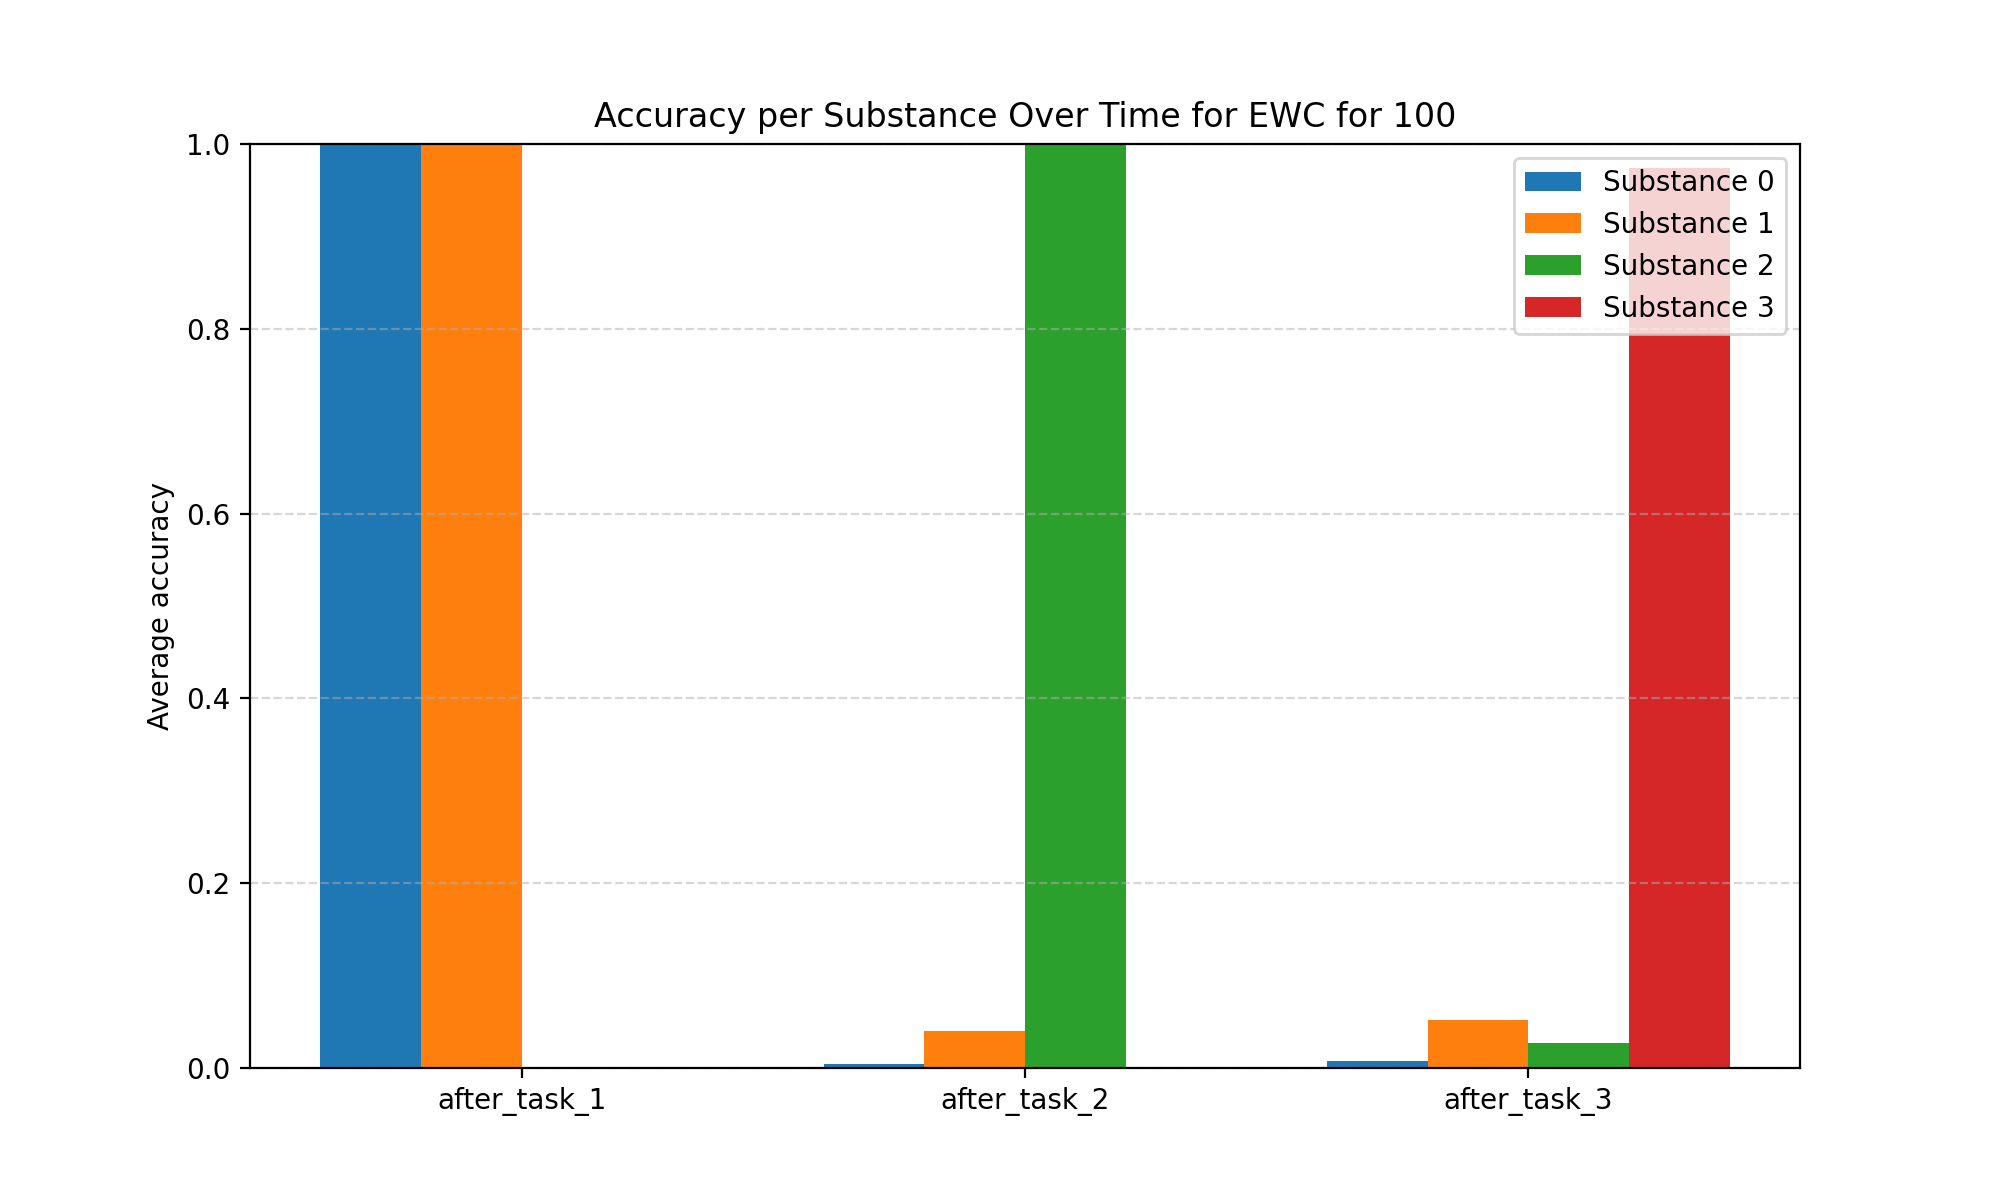 Accuracy per Substance Over Time for EWC for 100
1.0
0.8
0.6
0.4
0.2
0.0
Average accuracy
Substance 0
Substance 1
Substance 2
Substance 3
after_task_1
after_task_2
after_task_3